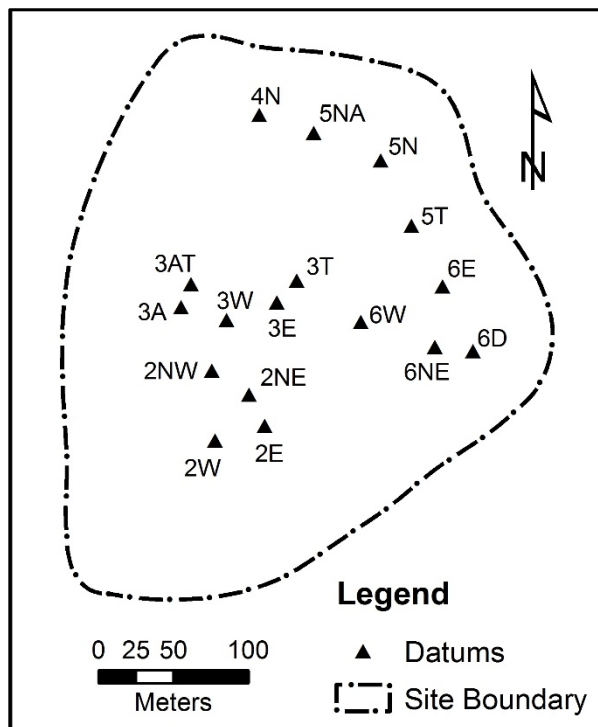 4N
5NA
5N
N
5T
3AT
3T
6E
3A
3W
3E
6W
6NE
6D
2NW
2NE
2W
2E
Legend
0 25 50 100
Meters
Datums
Site Boundary